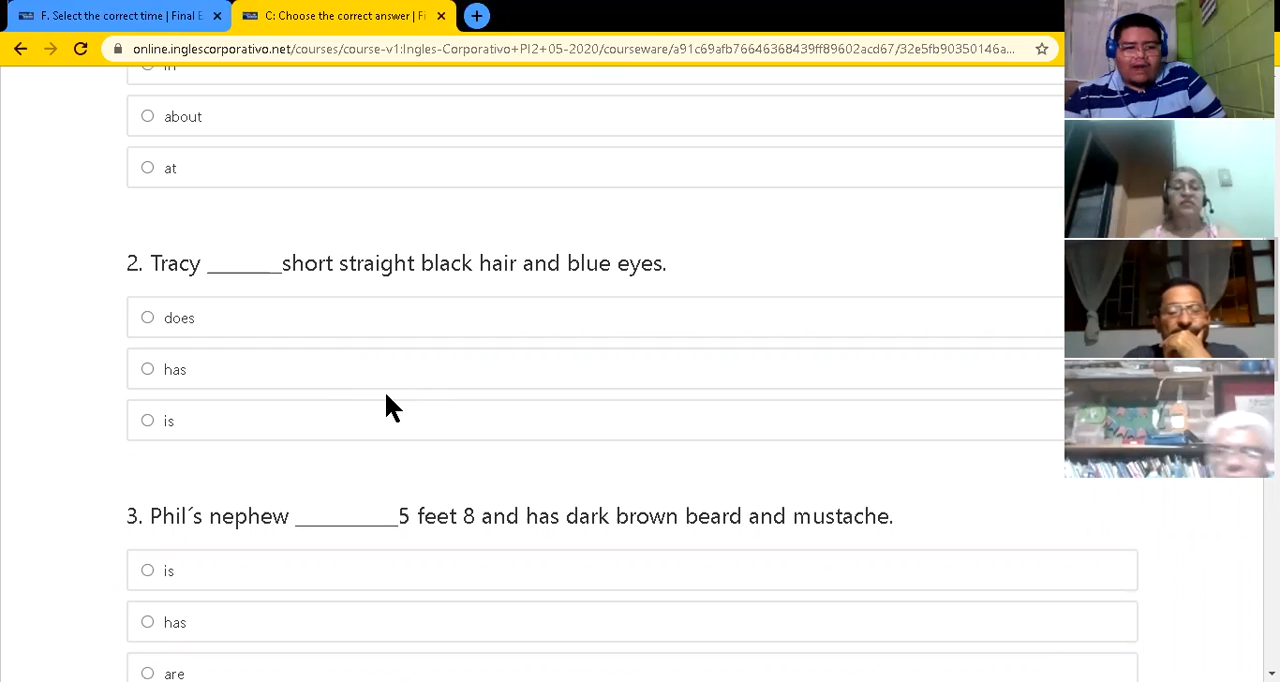 F. Select the correct time | Final E
C: Choose the correct answer | Fi
online.inglescorporativo.net/courses/course-v1:Ingles-Corporativo+PI2+05-2020/courseware/a91c69afb76646368439ff89602acd67/32e5fb90350146a...
in
about
at
2. Tracy _______short straight black hair and blue eyes.
does
has
is
3. Phil´s nephew _________5 feet 8 and has dark brown beard and mustache.
is
has
are